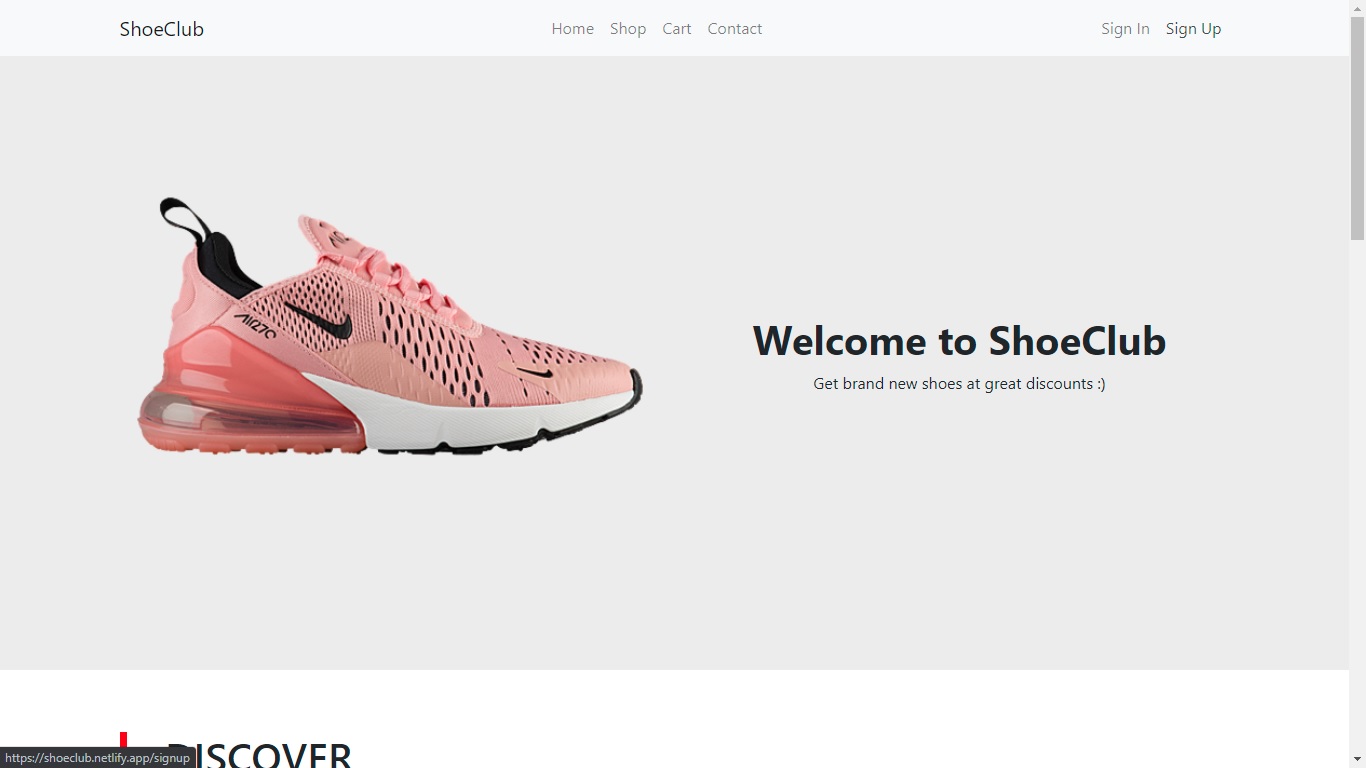 ShoeClub Home Shop Cart Contact Sign In Sign Up
AIR270
Welcome to ShoeClub
Get brand new shoes at great discounts :)
DISCOVER
https://shoeclub.netlify.app/signup